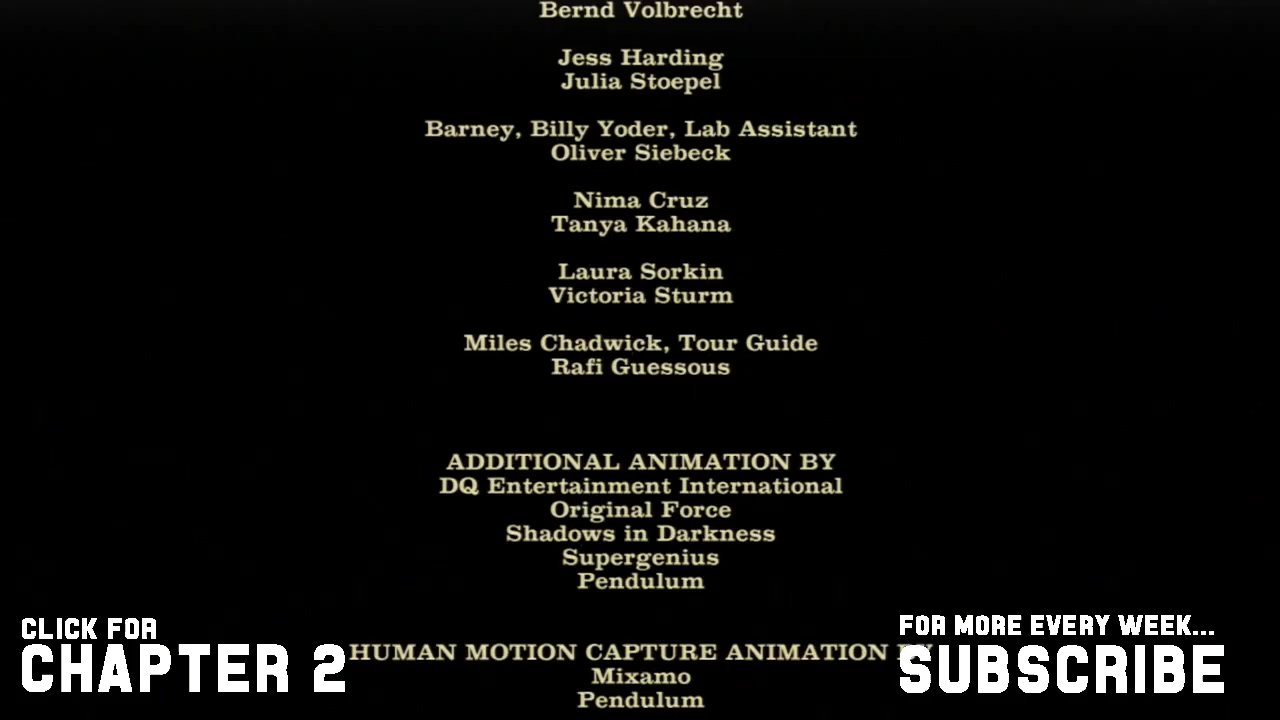 Bernd Volbrecht
Jess Harding
Julia Stoepel
Barney, Billy Yoder, Lab Assistant
Oliver Siebeck
Nima Cruz
Tanya Kahana
Laura Sorkin
Victoria Sturm
Miles Chadwick, Tour Guide
Rafi Guessous
ADDITIONAL ANIMATION BY
DQ Entertainment International
Original Force
Shadows in Darkness
Supergenius
Pendulum
HUMAN MOTION CAPTURE ANIMATION
Mixamo
Pendulum
CLICK FOR
CHAPTER 2
FOR MORE EVERY WEEK...
SUBSCRIBE